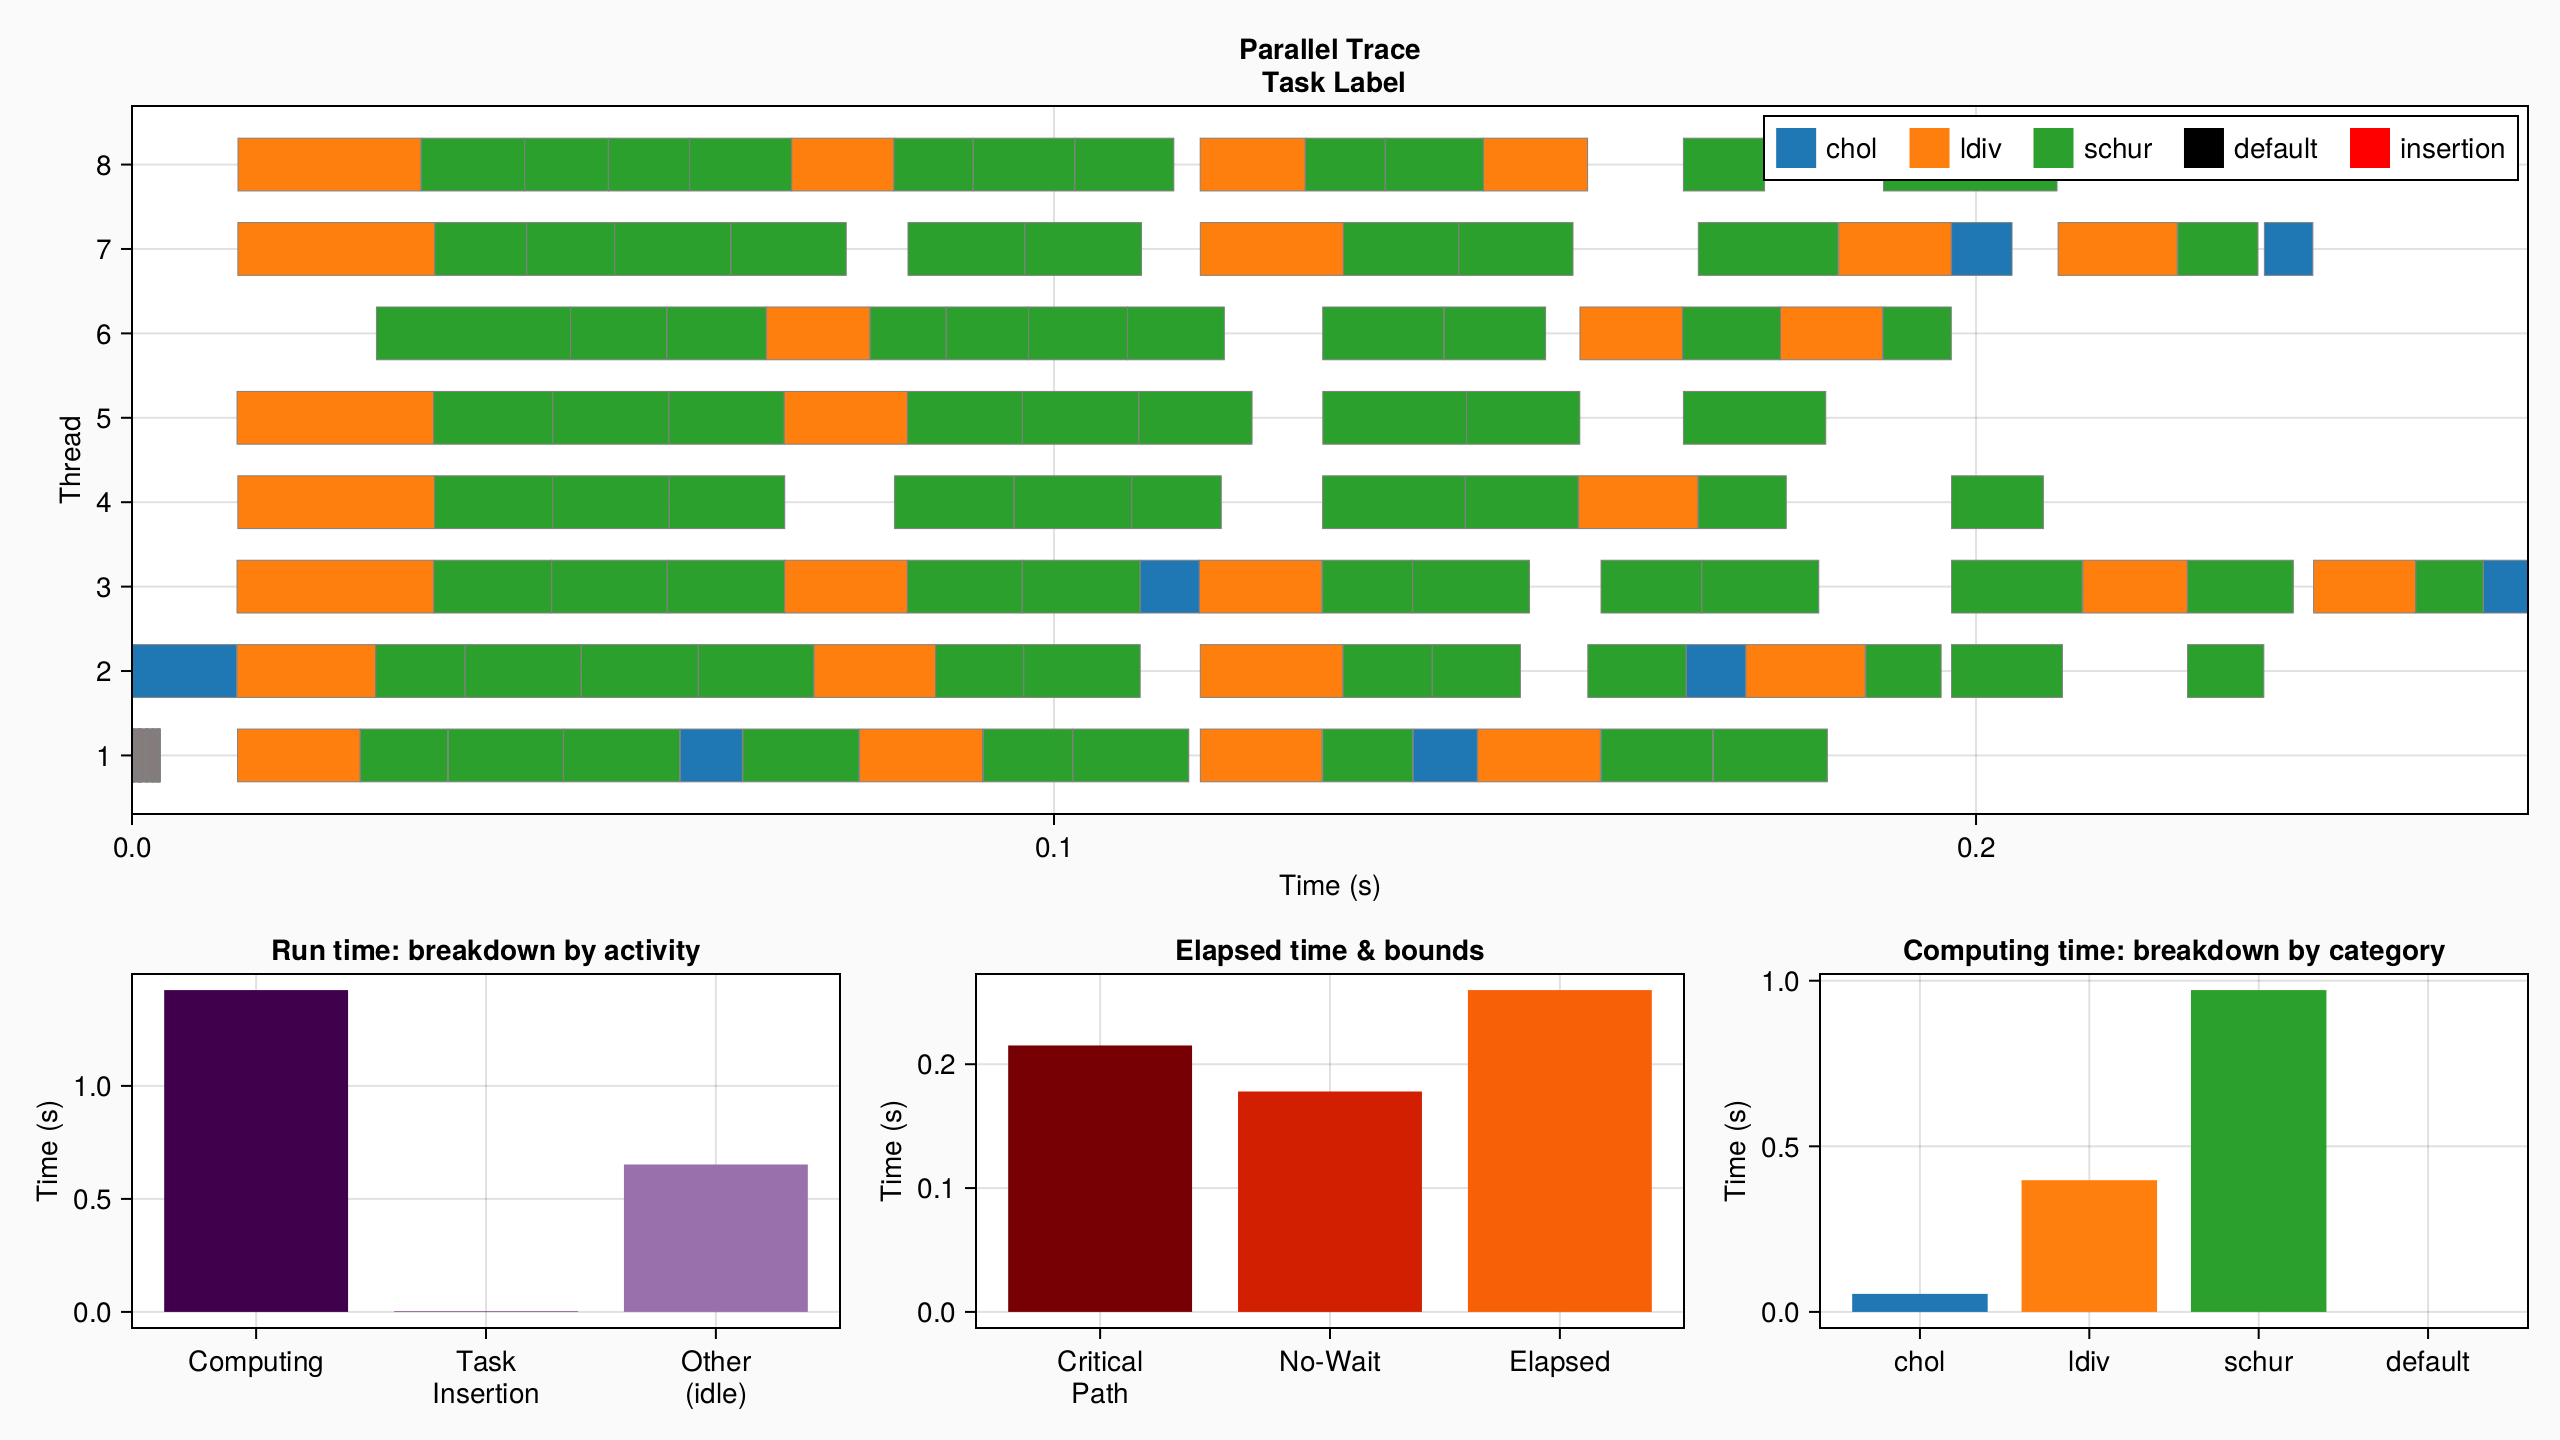 Parallel Trace
Task Label
chol ldiv schur default insertion
8
7
6
5
4
3
2
1
Thread
0.0 0.1 0.2
Time (s)
Run time: breakdown by activity
1.0
0.5
0.0
Time (s)
Computing Task Insertion Other (idle)
Elapsed time & bounds
0.2
0.1
0.0
Time (s)
Critical Path No-Wait Elapsed
Computing time: breakdown by category
1.0
0.5
0.0
Time (s)
chol ldiv schur default